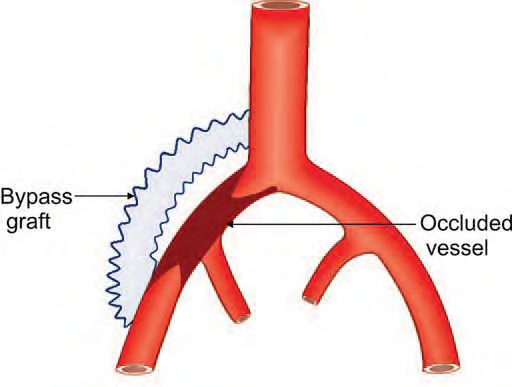 Bypass
graft
Occluded
vessel